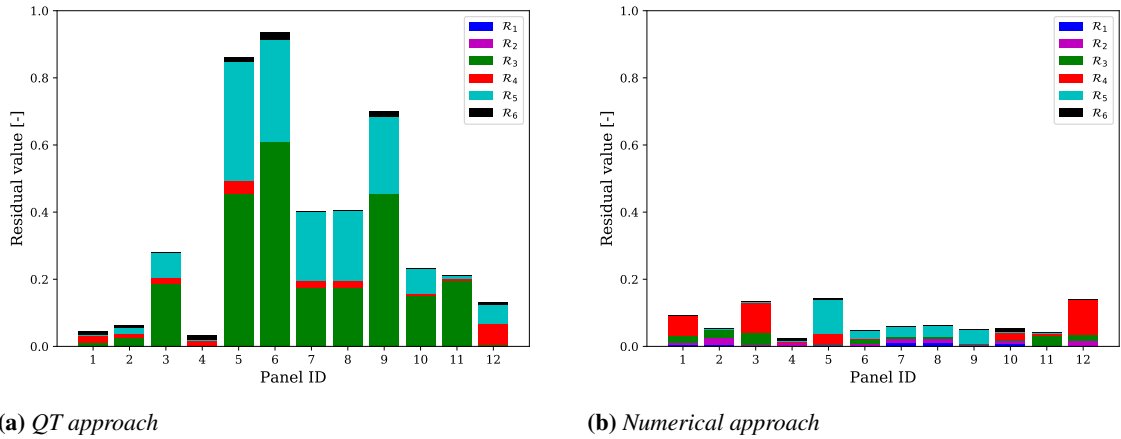 1.0
0.8
0.6
0.4
0.2
0.0
Residual value [-]
1 2 3 4 5 6 7 8 9 10 11 12
Panel ID
R₁
R₂
R₃
R₄
R₅
R₆
(a) QT approach
1.0
0.8
0.6
0.4
0.2
0.0
Residual value [-]
1 2 3 4 5 6 7 8 9 10 11 12
Panel ID
R₁
R₂
R₃
R₄
R₅
R₆
(b) Numerical approach